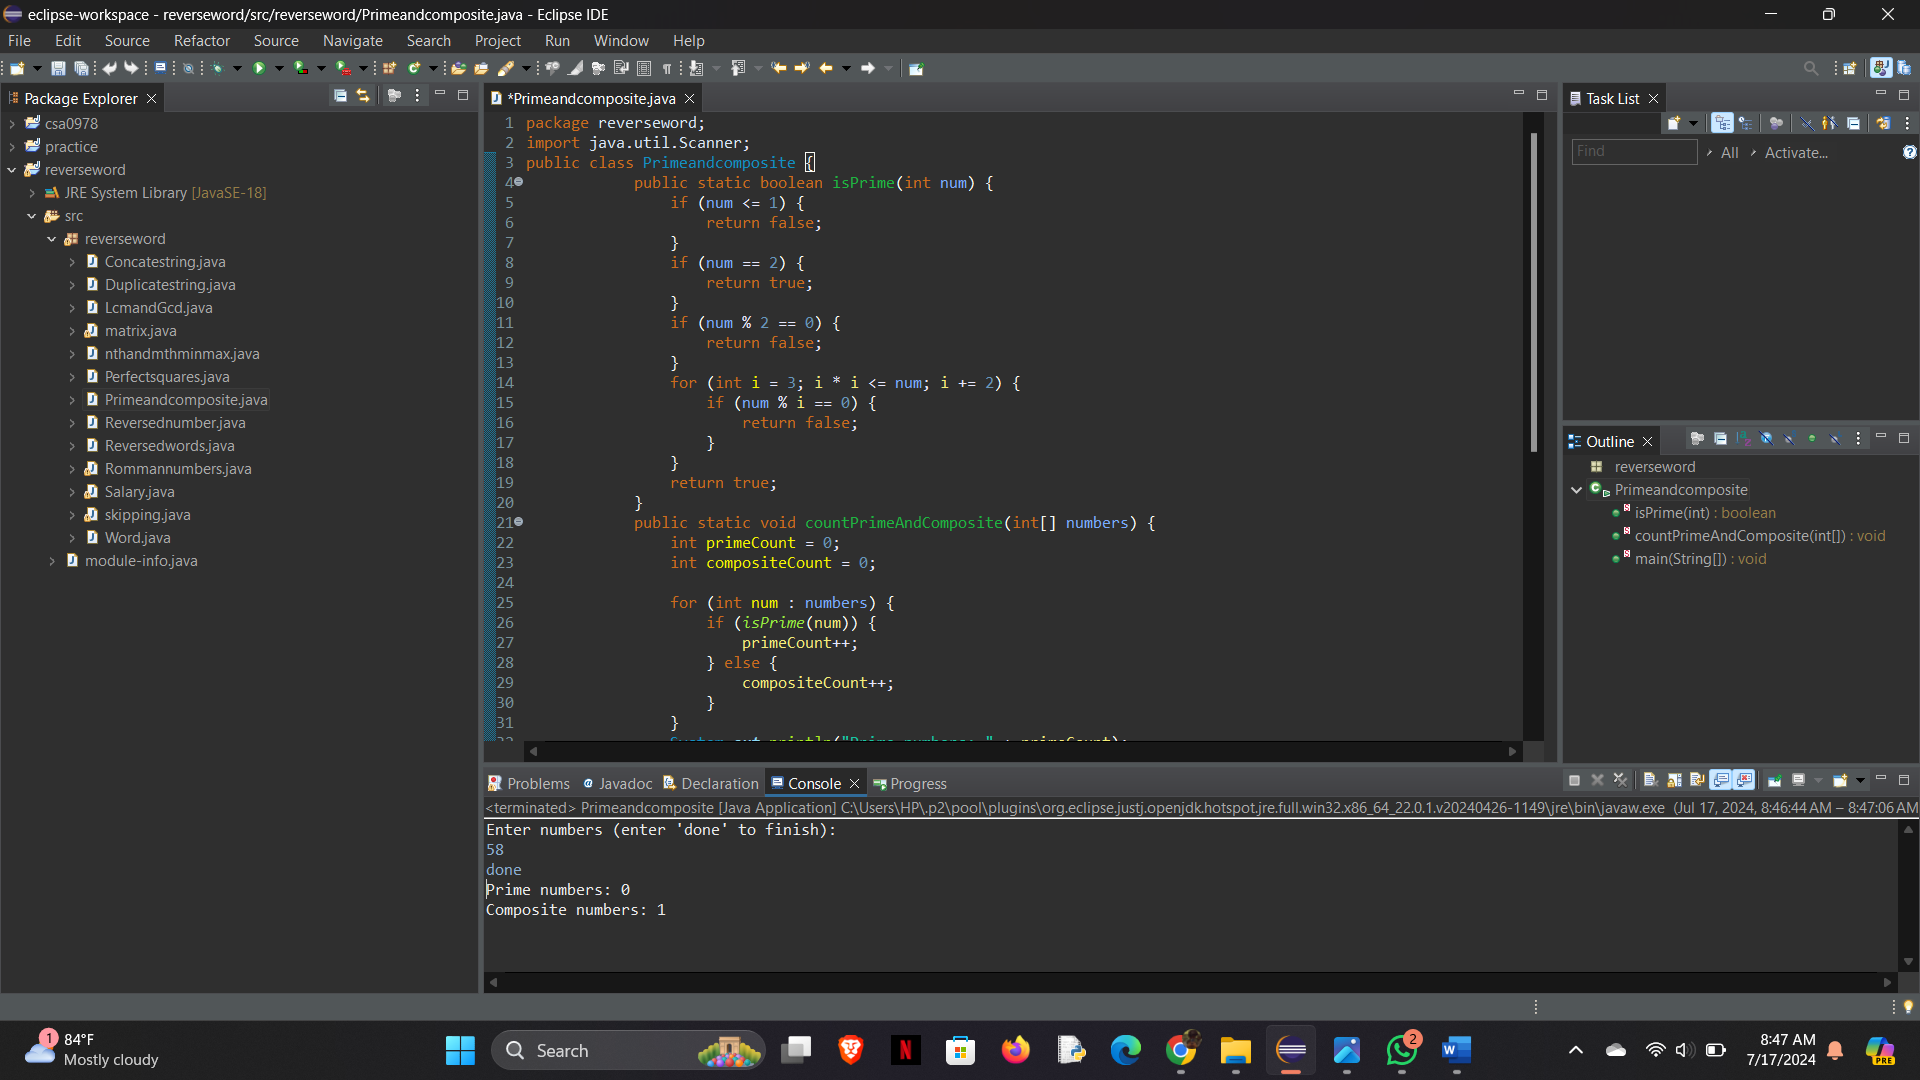 eclipse-workspace - reverseword/src/reverseword/Primeandcomposite.java - Eclipse IDE
File Edit Source Refactor Source Navigate Search Project Run Window Help
Package Explorer
csa0978
practice
reverseword
JRE System Library [JavaSE-18]
src
reverseword
Concatestring.java
Duplicatestring.java
LcmandGcd.java
matrix.java
nthandmthminmax.java
Perfectsquares.java
Primeandcomposite.java
Reversednumber.java
Reversedwords.java
Rommannumbers.java
Salary.java
skipping.java
Word.java
module-info.java
*Primeandcomposite.java
1 package reverseword;
2 import java.util.Scanner;
3 public class Primeandcomposite {
4 public static boolean isPrime(int num) {
5 if (num <= 1) {
6 return false;
7 }
8 if (num == 2) {
9 return true;
10 }
11 if (num % 2 == 0) {
12 return false;
13 }
14 for (int i = 3; i * i <= num; i += 2) {
15 if (num % i == 0) {
16 return false;
17 }
18 }
19 return true;
20 }
21 public static void countPrimeAndComposite(int[] numbers) {
22 int primeCount = 0;
23 int compositeCount = 0;
24
25 for (int num : numbers) {
26 if (isPrime(num)) {
27 primeCount++;
28 } else {
29 compositeCount++;
30 }
31 }
32 System.out.println("Prime numbers: " + primeCount);
Task List
Find All Activate...
Outline
reverseword
Primeandcomposite
isPrime(int) : boolean
countPrimeAndComposite(int[]) : void
main(String[]) : void
Problems Javadoc Declaration Console Progress
<terminated> Primeandcomposite [Java Application] C:\Users\HP\.p2\pool\plugins\org.eclipse.justj.openjdk.hotspot.jre.full.win32.x86_64_22.0.1.v20240426-1149\jre\bin\javaw.exe (Jul 17, 2024, 8:46:44 AM – 8:47:06 AM
Enter numbers (enter 'done' to finish):
58
done
Prime numbers: 0
Composite numbers: 1
1
84°F
Mostly cloudy
Search
2
8:47 AM
7/17/2024
PRE